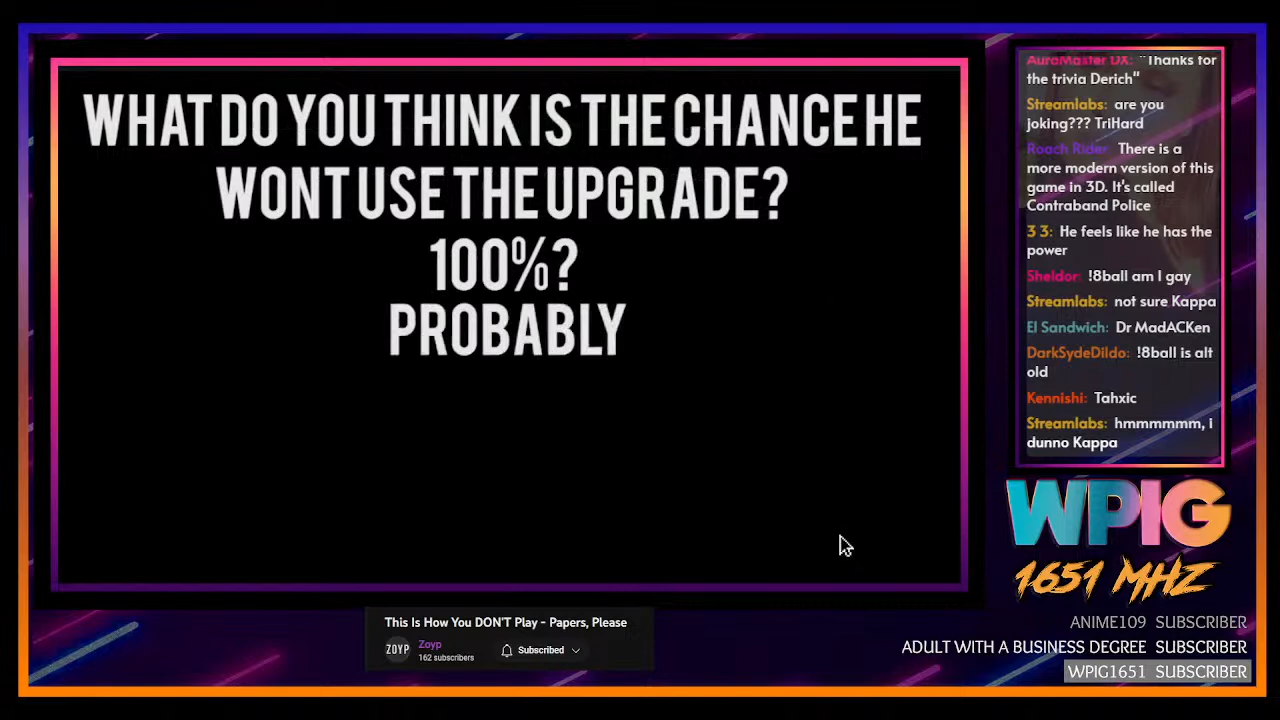 WHAT DO YOU THINK IS THE CHANCE HE
WONT USE THE UPGRADE?
100%?
PROBABLY
AuraMaster DX: "Thanks for
the trivia Derich"
Streamlabs: are you
joking??? TriHard
Roach Rider: There is a
more modern version of this
game in 3D. It's called
Contraband Police
3 3: He feels like he has the
power
Sheldor: !8ball am I gay
Streamlabs: not sure Kappa
El Sandwich: Dr MadACKen
DarkSydeDildo: !8ball is alt
old
Kennishi: Tahxic
Streamlabs: hmmmmmm, i
dunno Kappa
WPIG
1651 MHZ
ANIME109 SUBSCRIBER
ADULT WITH A BUSINESS DEGREE SUBSCRIBER
WPIG1651 SUBSCRIBER
This Is How You DON'T Play - Papers, Please
ZOYP
Zoyp
162 subscribers
Subscribed